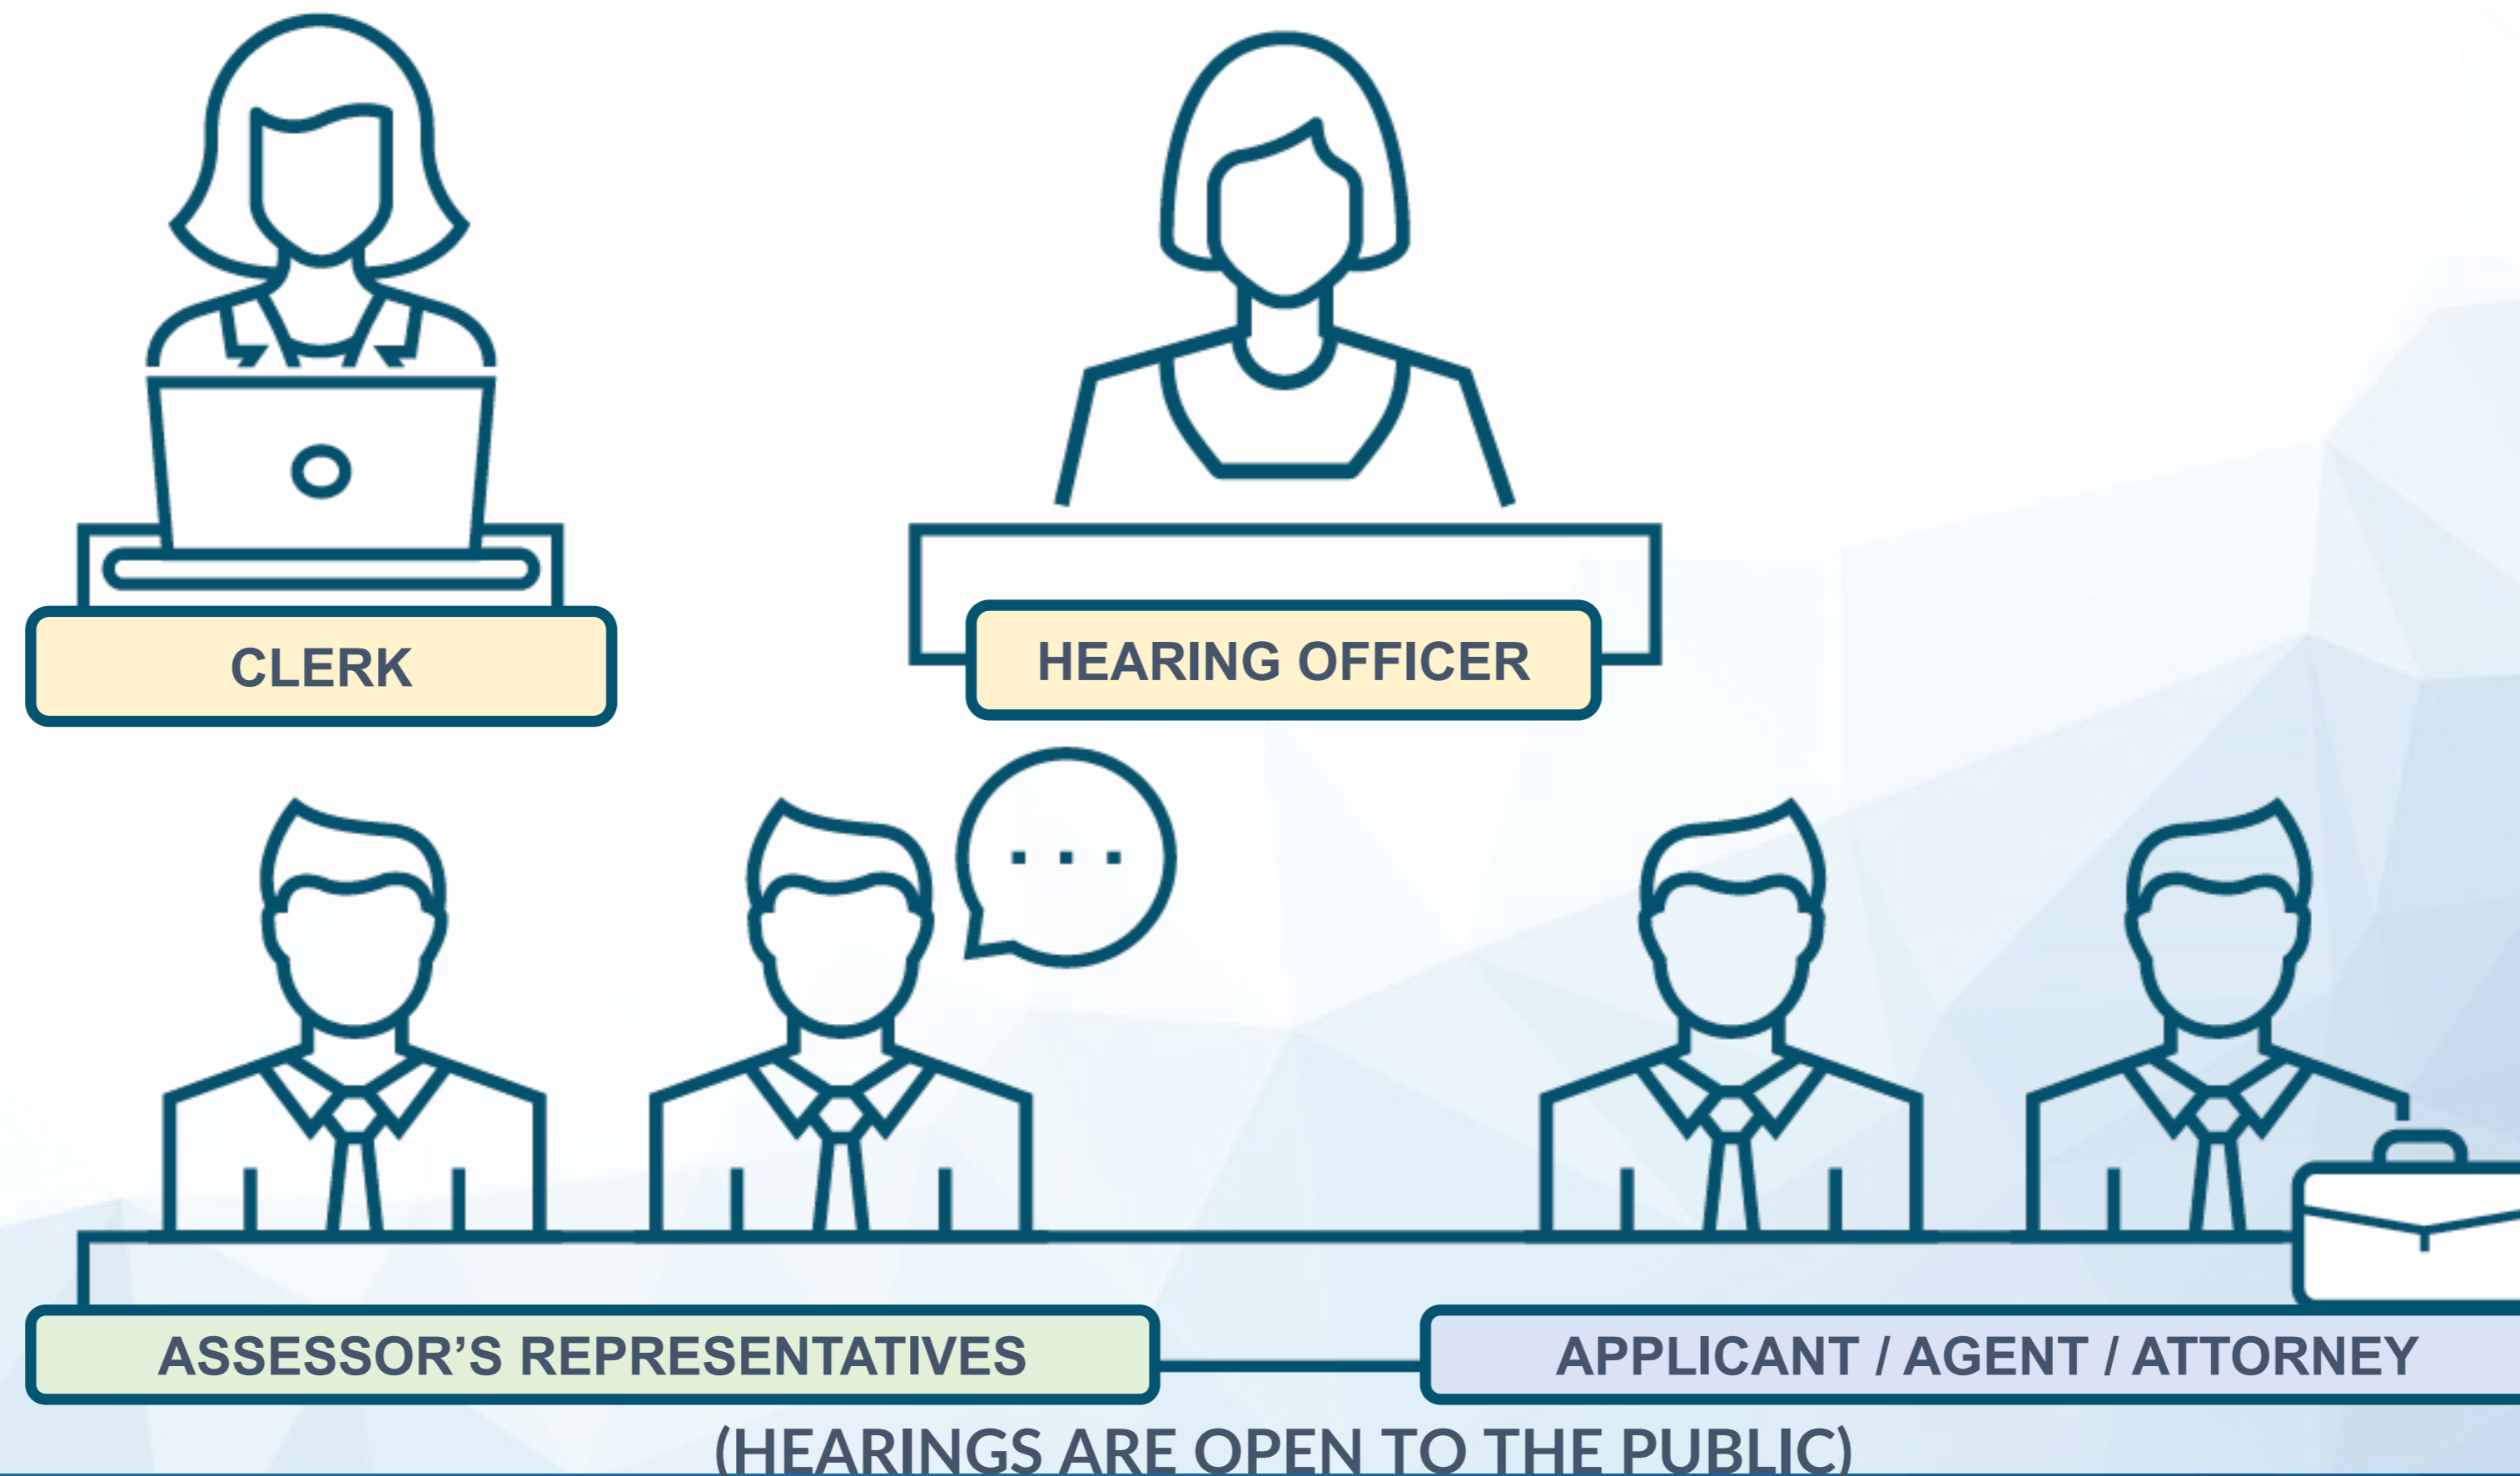 CLERK
HEARING OFFICER
...
ASSESSOR’S REPRESENTATIVES
APPLICANT / AGENT / ATTORNEY
(HEARINGS ARE OPEN TO THE PUBLIC)